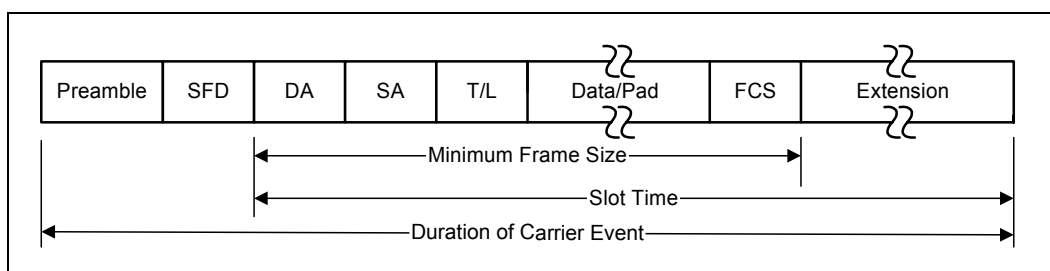 Preamble SFD DA SA T/L Data/Pad FCS Extension
Minimum Frame Size
Slot Time
Duration of Carrier Event